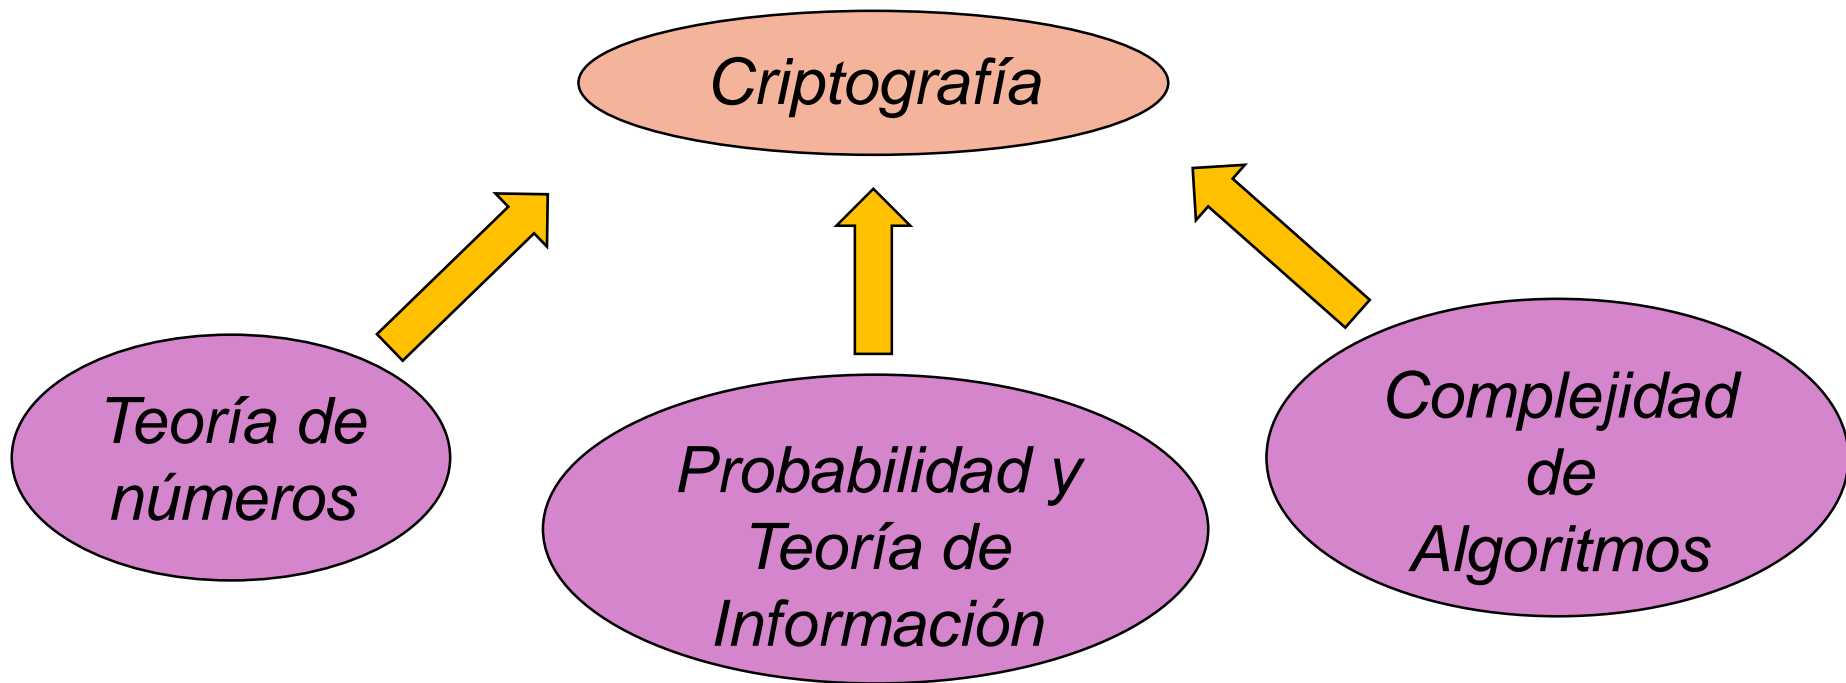 Criptografía
Teoría de
números
Probabilidad y
Teoría de
Información
Complejidad
de
Algoritmos